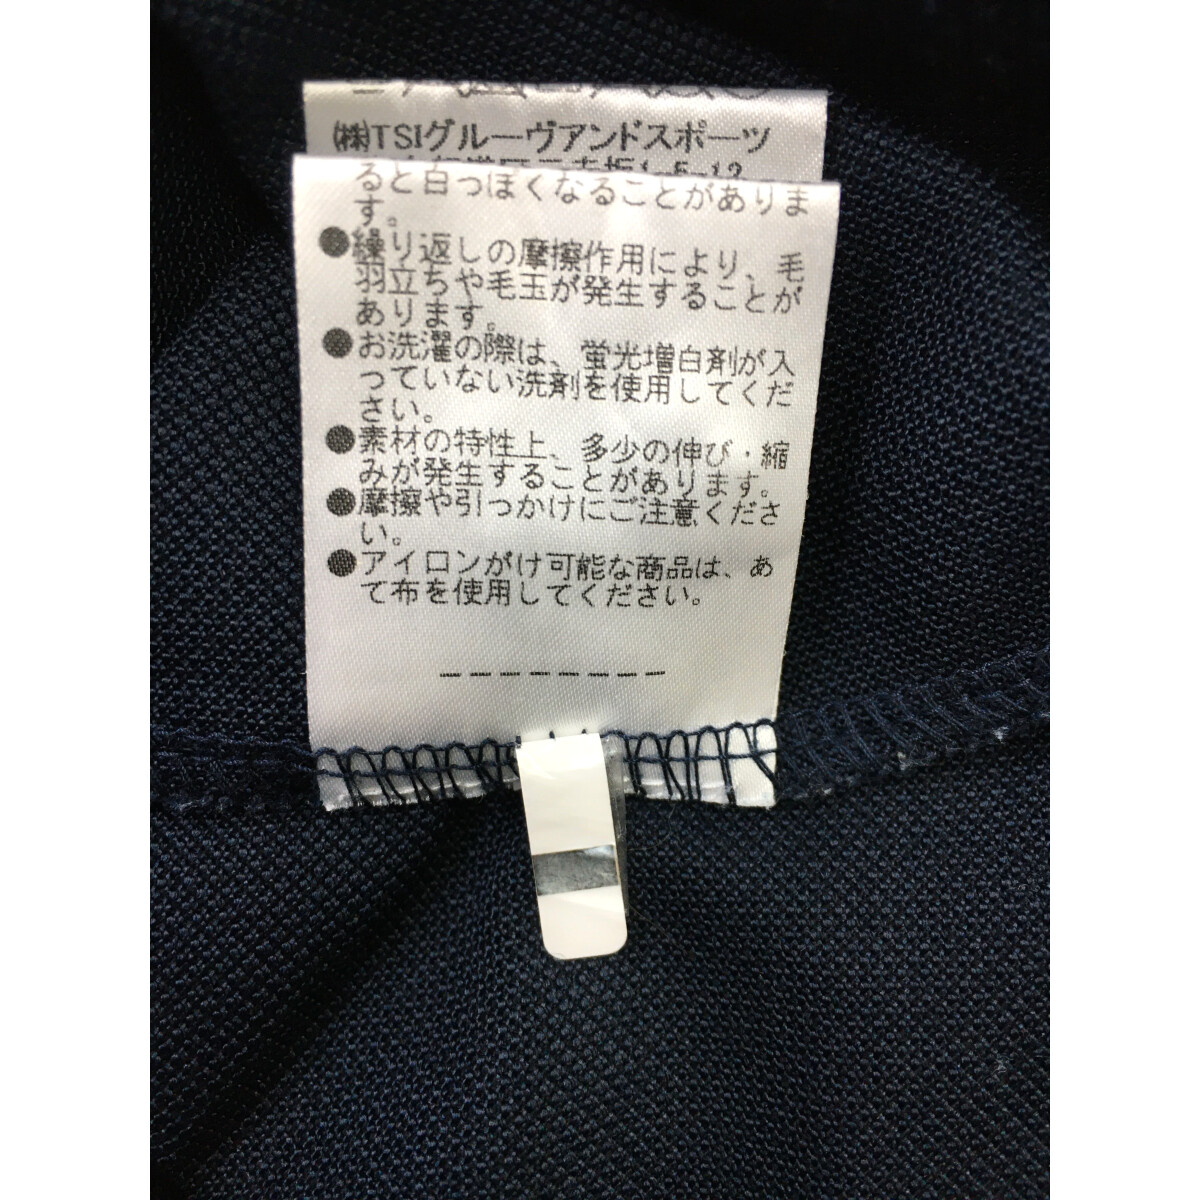 (株)TSIグルーヴアンドスポーツ
1-5-12
ると白っぽくなることがありま
す。
●繰り返しの摩擦作用により、毛
羽立ちや毛玉が発生することが
あります。
●お洗濯の際は、蛍光増白剤が入
っていない洗剤を使用してくだ
さい。
●素材の特性上、多少の伸び・縮
みが発生することがあります。
●摩擦や引っかけにご注意くださ
い。
●アイロンがけ可能な商品は、あ
て布を使用してください。
--------